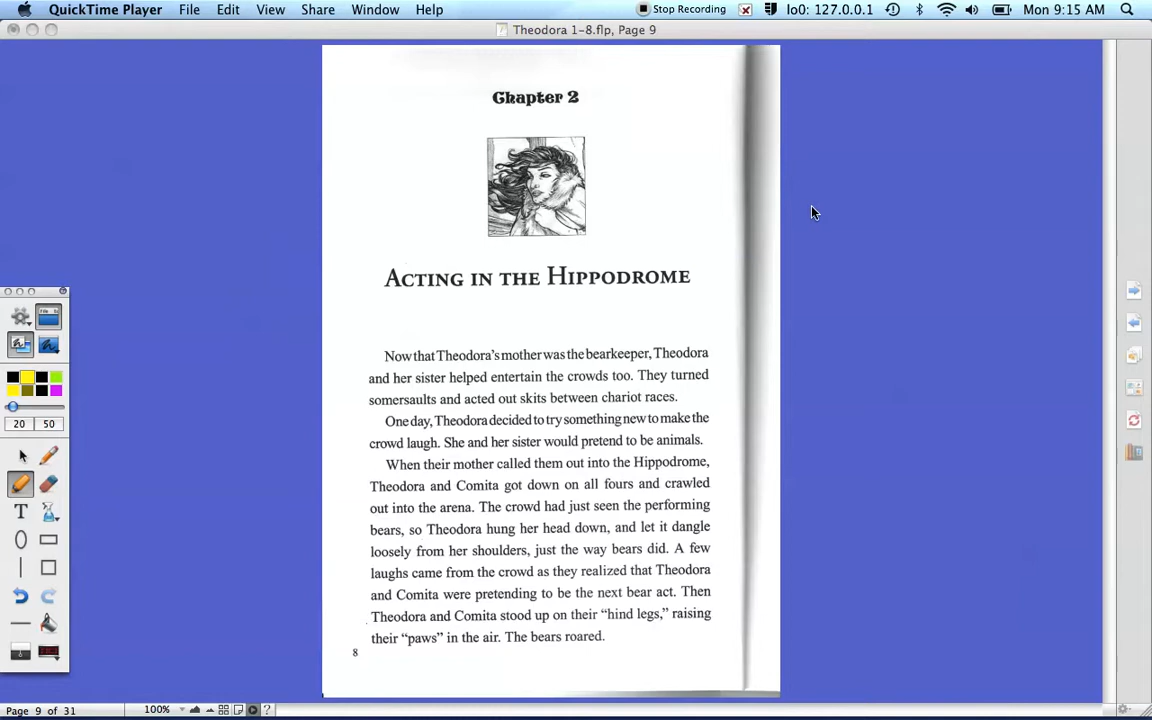 QuickTime Player File Edit View Share Window Help Stop Recording lo0: 127.0.0.1 Mon 9:15 AM
Theodora 1-8.flp, Page 9
Chapter 2
Acting in the Hippodrome
Now that Theodora's mother was the bearkeeper, Theodora
and her sister helped entertain the crowds too. They turned
somersaults and acted out skits between chariot races.
One day, Theodora decided to try something new to make the
crowd laugh. She and her sister would pretend to be animals.
When their mother called them out into the Hippodrome,
Theodora and Comita got down on all fours and crawled
out into the arena. The crowd had just seen the performing
bears, so Theodora hung her head down, and let it dangle
loosely from her shoulders, just the way bears did. A few
laughs came from the crowd as they realized that Theodora
and Comita were pretending to be the next bear act. Then
Theodora and Comita stood up on their “hind legs,” raising
their “paws” in the air. The bears roared.
8
20 50
T
Page 9 of 31 100% ?